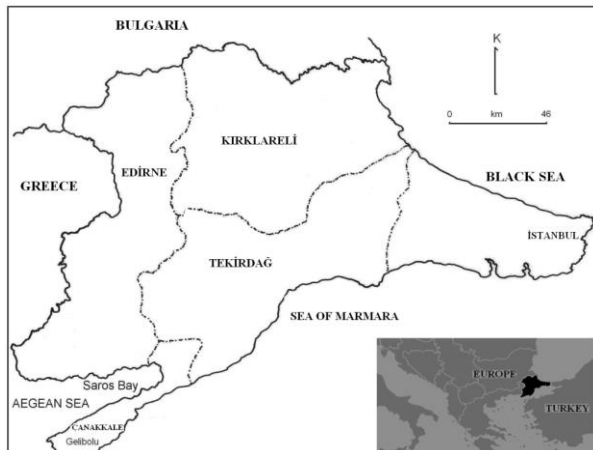 BULGARIA
K
0 km 46
KIRKLARELİ
GREECE
EDİRNE
BLACK SEA
İSTANBUL
TEKİRDAĞ
SEA OF MARMARA
Saros Bay
AEGEAN SEA
ÇANAKKALE
Gelibolu
EUROPE
TURKEY